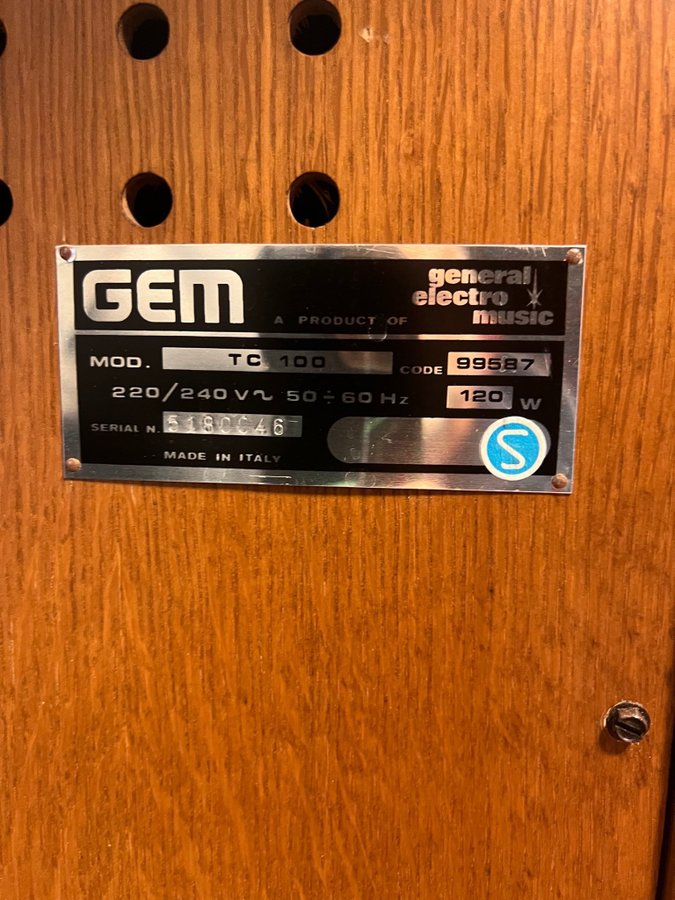 GEM
general
electro
music
A PRODUCT OF
MOD. TC 100 CODE 99587
220/240 V~ 50÷60 Hz 120 W
SERIAL N. 5180046
MADE IN ITALY
S